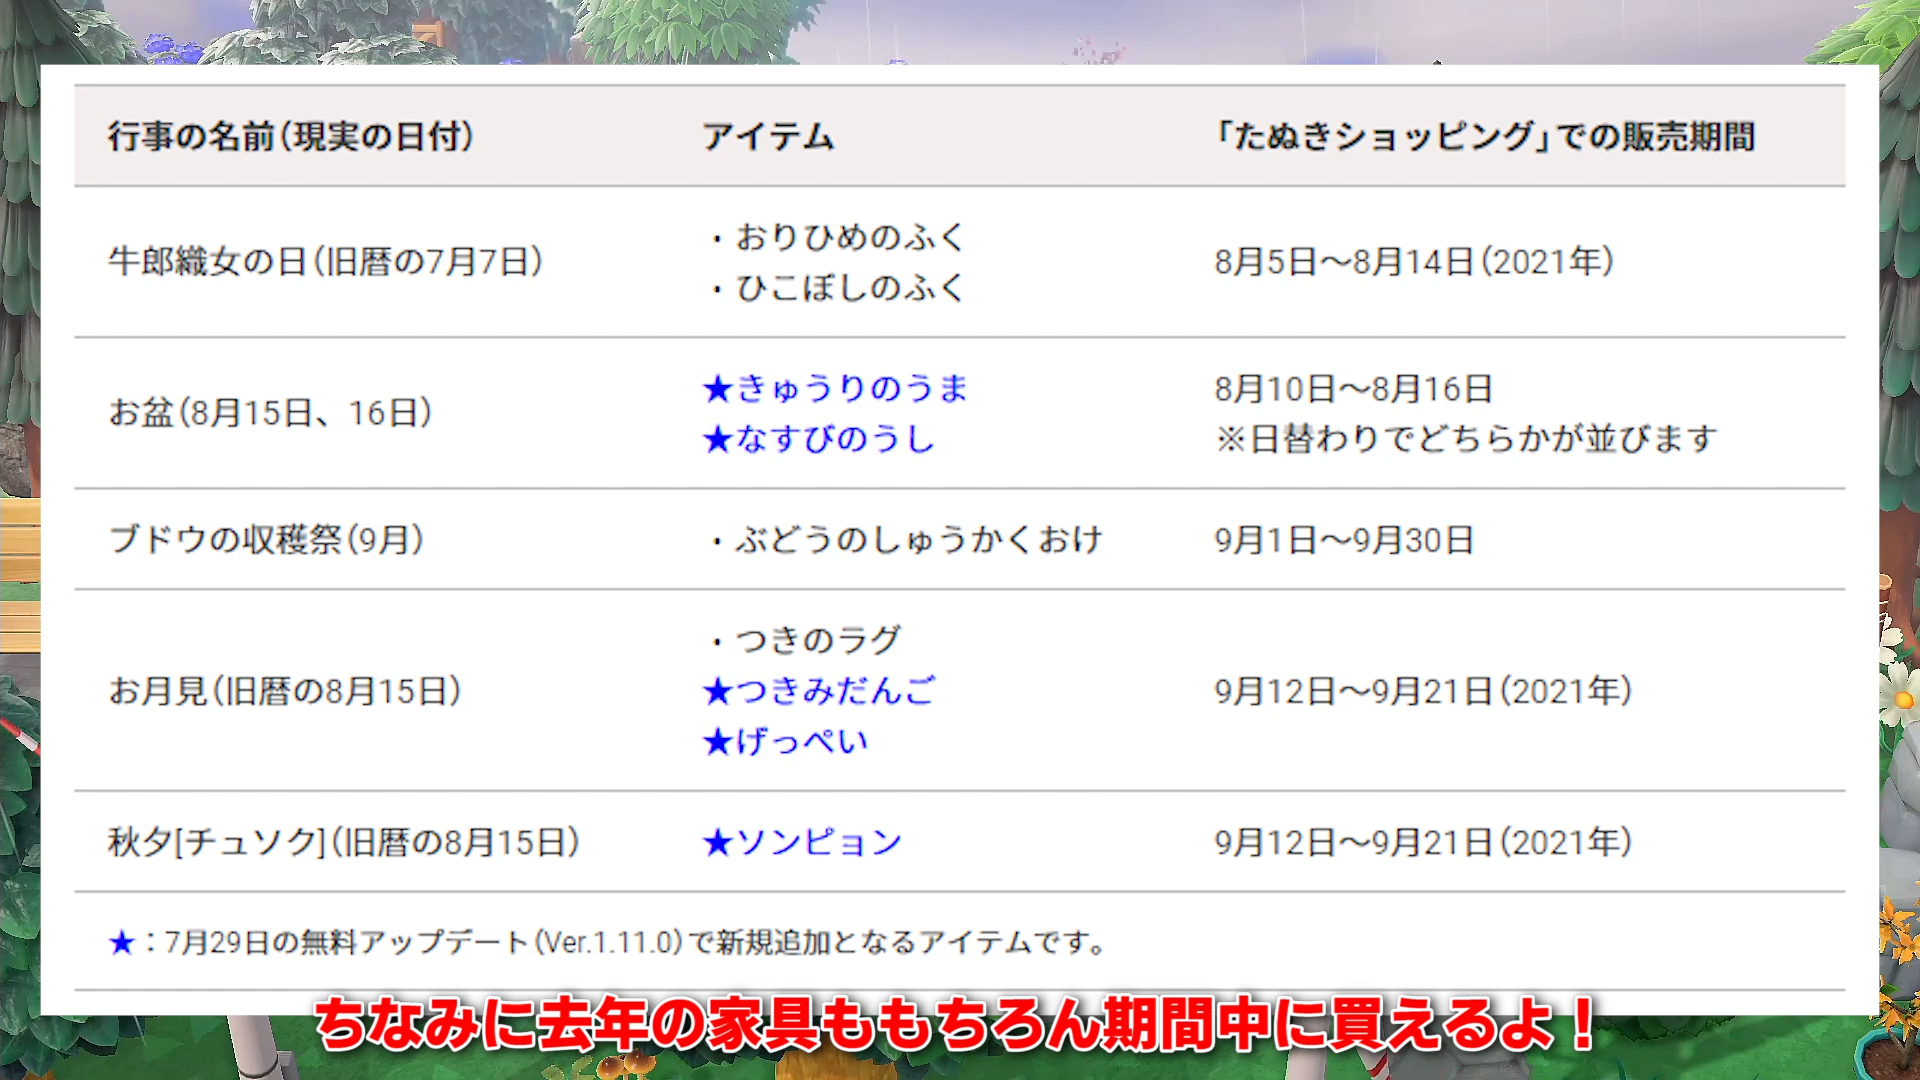 行事の名前(現実の日付) アイテム 「たぬきショッピング」での販売期間
牛郎織女の日(旧暦の7月7日)
・おりひめのふく
・ひこぼしのふく
8月5日〜8月14日(2021年)
お盆(8月15日、16日)
★きゅうりのうま
★なすびのうし
8月10日〜8月16日
※日替わりでどちらかが並びます
ブドウの収穫祭(9月)
・ぶどうのしゅうかくおけ
9月1日〜9月30日
お月見(旧暦の8月15日)
・つきのラグ
★つきみだんご
★げっぺい
9月12日〜9月21日(2021年)
秋夕[チュソク](旧暦の8月15日)
★ソンピョン
9月12日〜9月21日(2021年)
★：7月29日の無料アップデート(Ver.1.11.0)で新規追加となるアイテムです。
ちなみに去年の家具ももちろん期間中に買えるよ！